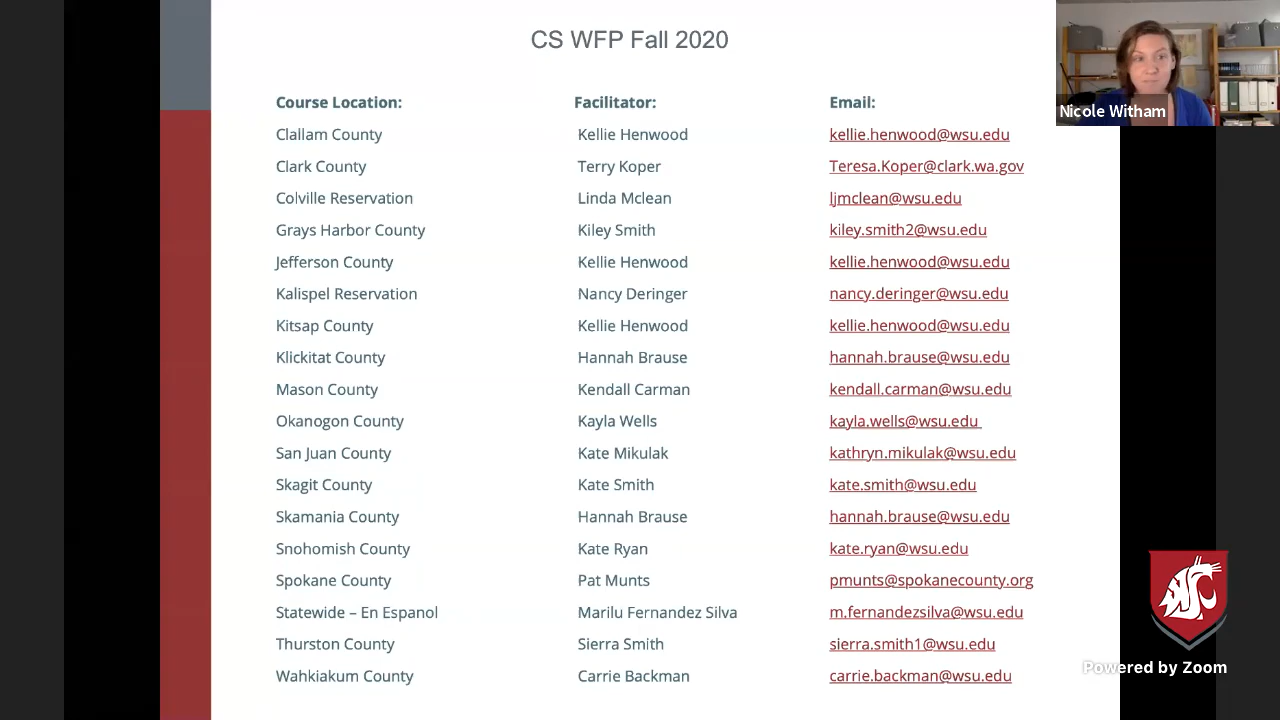 CS WFP Fall 2020
Nicole Witham
Course Location: Facilitator: Email:
Clallam County Kellie Henwood kellie.henwood@wsu.edu
Clark County Terry Koper Teresa.Koper@clark.wa.gov
Colville Reservation Linda Mclean ljmclean@wsu.edu
Grays Harbor County Kiley Smith kiley.smith2@wsu.edu
Jefferson County Kellie Henwood kellie.henwood@wsu.edu
Kalispel Reservation Nancy Deringer nancy.deringer@wsu.edu
Kitsap County Kellie Henwood kellie.henwood@wsu.edu
Klickitat County Hannah Brause hannah.brause@wsu.edu
Mason County Kendall Carman kendall.carman@wsu.edu
Okanogon County Kayla Wells kayla.wells@wsu.edu
San Juan County Kate Mikulak kathryn.mikulak@wsu.edu
Skagit County Kate Smith kate.smith@wsu.edu
Skamania County Hannah Brause hannah.brause@wsu.edu
Snohomish County Kate Ryan kate.ryan@wsu.edu
Spokane County Pat Munts pmunts@spokanecounty.org
Statewide – En Espanol Marilu Fernandez Silva m.fernandezsilva@wsu.edu
Thurston County Sierra Smith sierra.smith1@wsu.edu
Wahkiakum County Carrie Backman carrie.backman@wsu.edu
Powered by Zoom